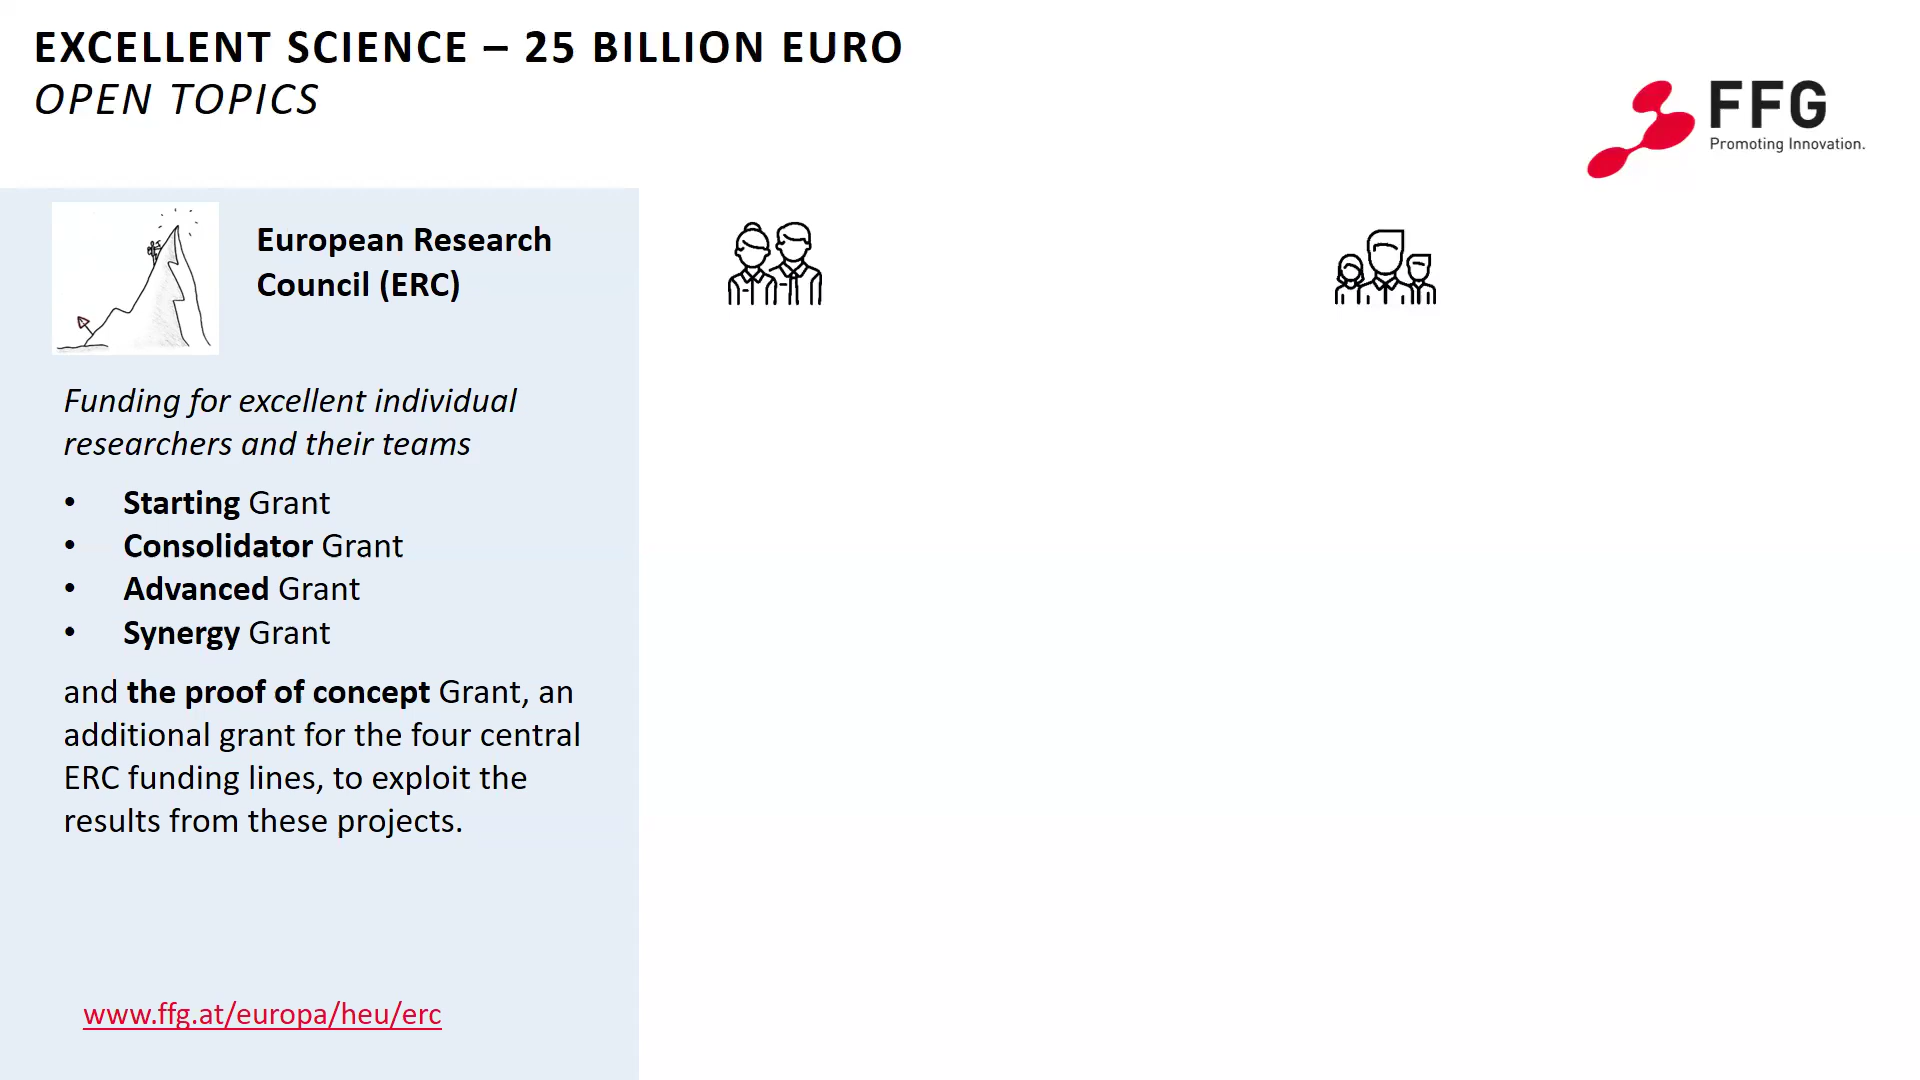 EXCELLENT SCIENCE – 25 BILLION EURO
OPEN TOPICS
FFG
Promoting Innovation.
European Research
Council (ERC)
Funding for excellent individual
researchers and their teams
• Starting Grant
• Consolidator Grant
• Advanced Grant
• Synergy Grant
and the proof of concept Grant, an
additional grant for the four central
ERC funding lines, to exploit the
results from these projects.
www.ffg.at/europa/heu/erc